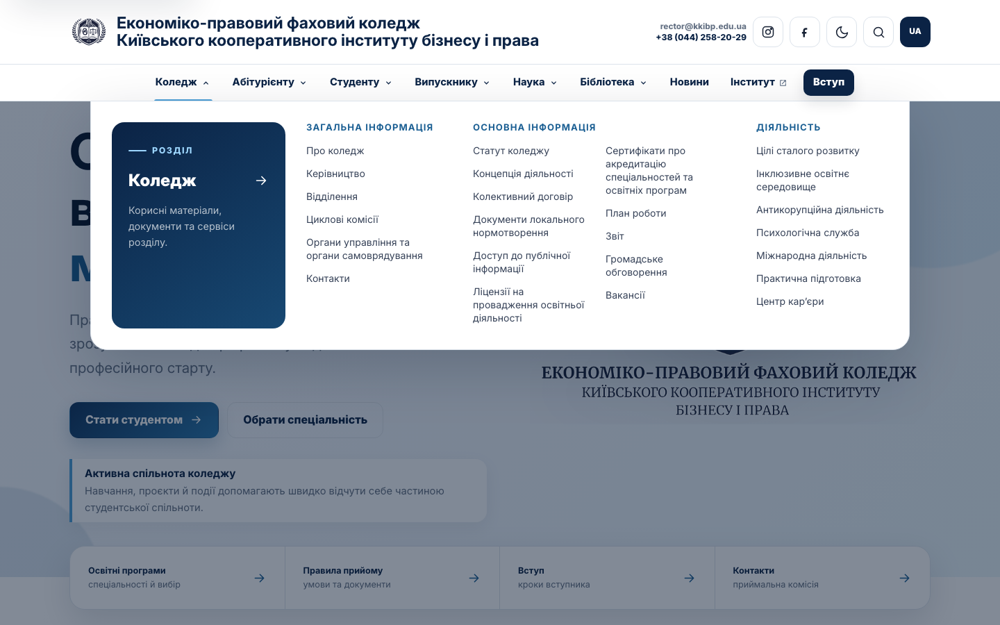 Економіко-правовий фаховий коледж
Київського кооперативного інституту бізнесу і права
rector@kkibp.edu.ua
+38 (044) 258-20-29
UA
Коледж
Абітурієнту
Студенту
Випускнику
Наука
Бібліотека
Новини
Інститут
Вступ
РОЗДІЛ
Коледж
Корисні матеріали,
документи та сервіси
розділу.
ЗАГАЛЬНА ІНФОРМАЦІЯ
Про коледж
Керівництво
Відділення
Циклові комісії
Органи управління та
органи самоврядування
Контакти
ОСНОВНА ІНФОРМАЦІЯ
Статут коледжу
Концепція діяльності
Колективний договір
Документи локального
нормотворення
Доступ до публічної
інформації
Ліцензії на
провадження освітньої
діяльності
Сертифікати про
акредитацію
спеціальностей та
освітніх програм
План роботи
Звіт
Громадське
обговорення
Вакансії
ДІЯЛЬНІСТЬ
Цілі сталого розвитку
Інклюзивне освітнє
середовище
Антикорупційна діяльність
Психологічна служба
Міжнародна діяльність
Практична підготовка
Центр кар’єри
професійного старту.
Стати студентом
Обрати спеціальність
Активна спільнота коледжу
Навчання, проєкти й події допомагають швидко відчути себе частиною
студентської спільноти.
ЕКОНОМІКО-ПРАВОВИЙ ФАХОВИЙ КОЛЕДЖ
КИЇВСЬКОГО КООПЕРАТИВНОГО ІНСТИТУТУ
БІЗНЕСУ І ПРАВА
Освітні програми
спеціальності й вибір
Правила прийому
умови та документи
Вступ
кроки вступника
Контакти
приймальна комісія